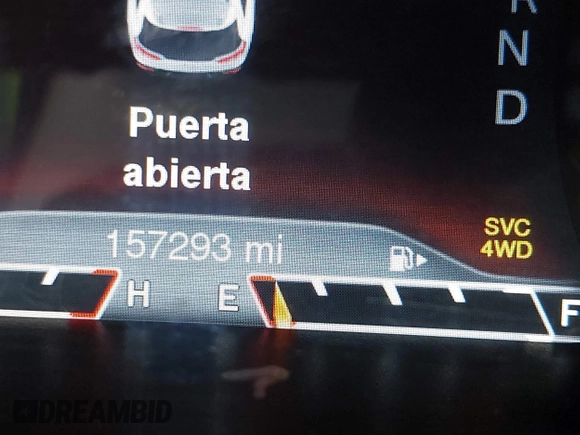 R
N
D
Puerta
abierta
SVC
4WD
157293 mi
H
E
F
DREAMBID